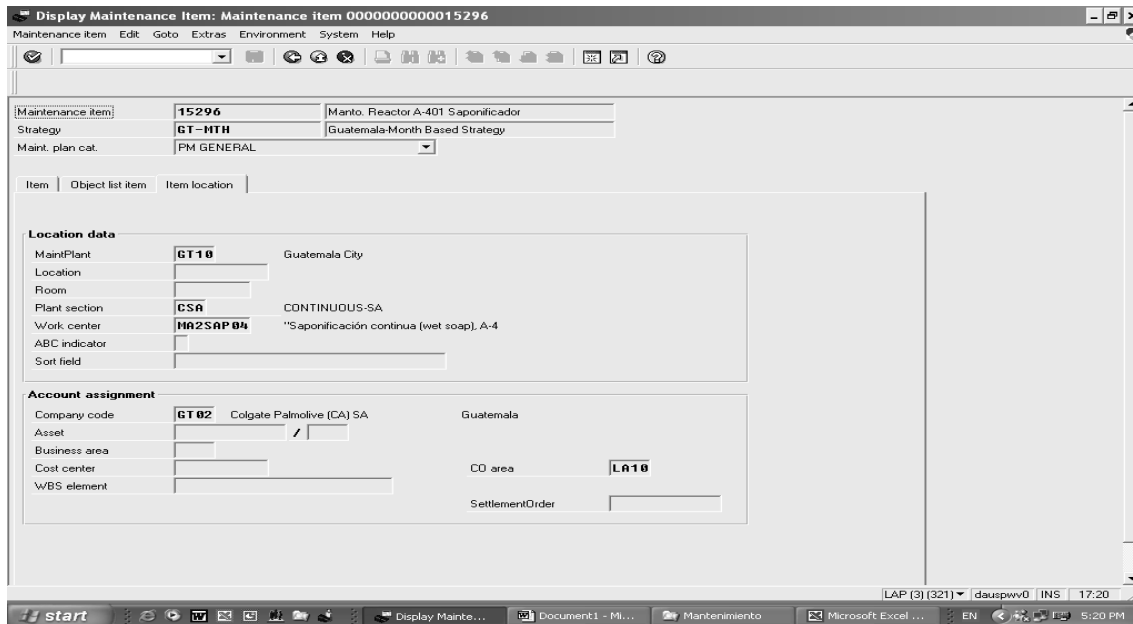 Display Maintenance Item: Maintenance item 0000000000015296
Maintenance item Edit Goto Extras Environment System Help
Maintenance item 15296 Manto. Reactor A-401 Saponificador
Strategy GT-MTH Guatemala-Month Based Strategy
Maint. plan cat. PM GENERAL
Item Object list item Item location
Location data
MaintPlant GT10 Guatemala City
Location
Room
Plant section CSA CONTINUOUS-SA
Work center MA2SAP04 "Saponificación continua (wet soap), A-4
ABC indicator
Sort field
Account assignment
Company code GT02 Colgate Palmolive (CA) SA Guatemala
Asset /
Business area
Cost center CO area LA10
WBS element
SettlementOrder
LAP (3) (321) dauspwv0 INS 17:20
start Display Mainte... Document1 - Mi... Mantenimiento Microsoft Excel ... EN 5:20 PM